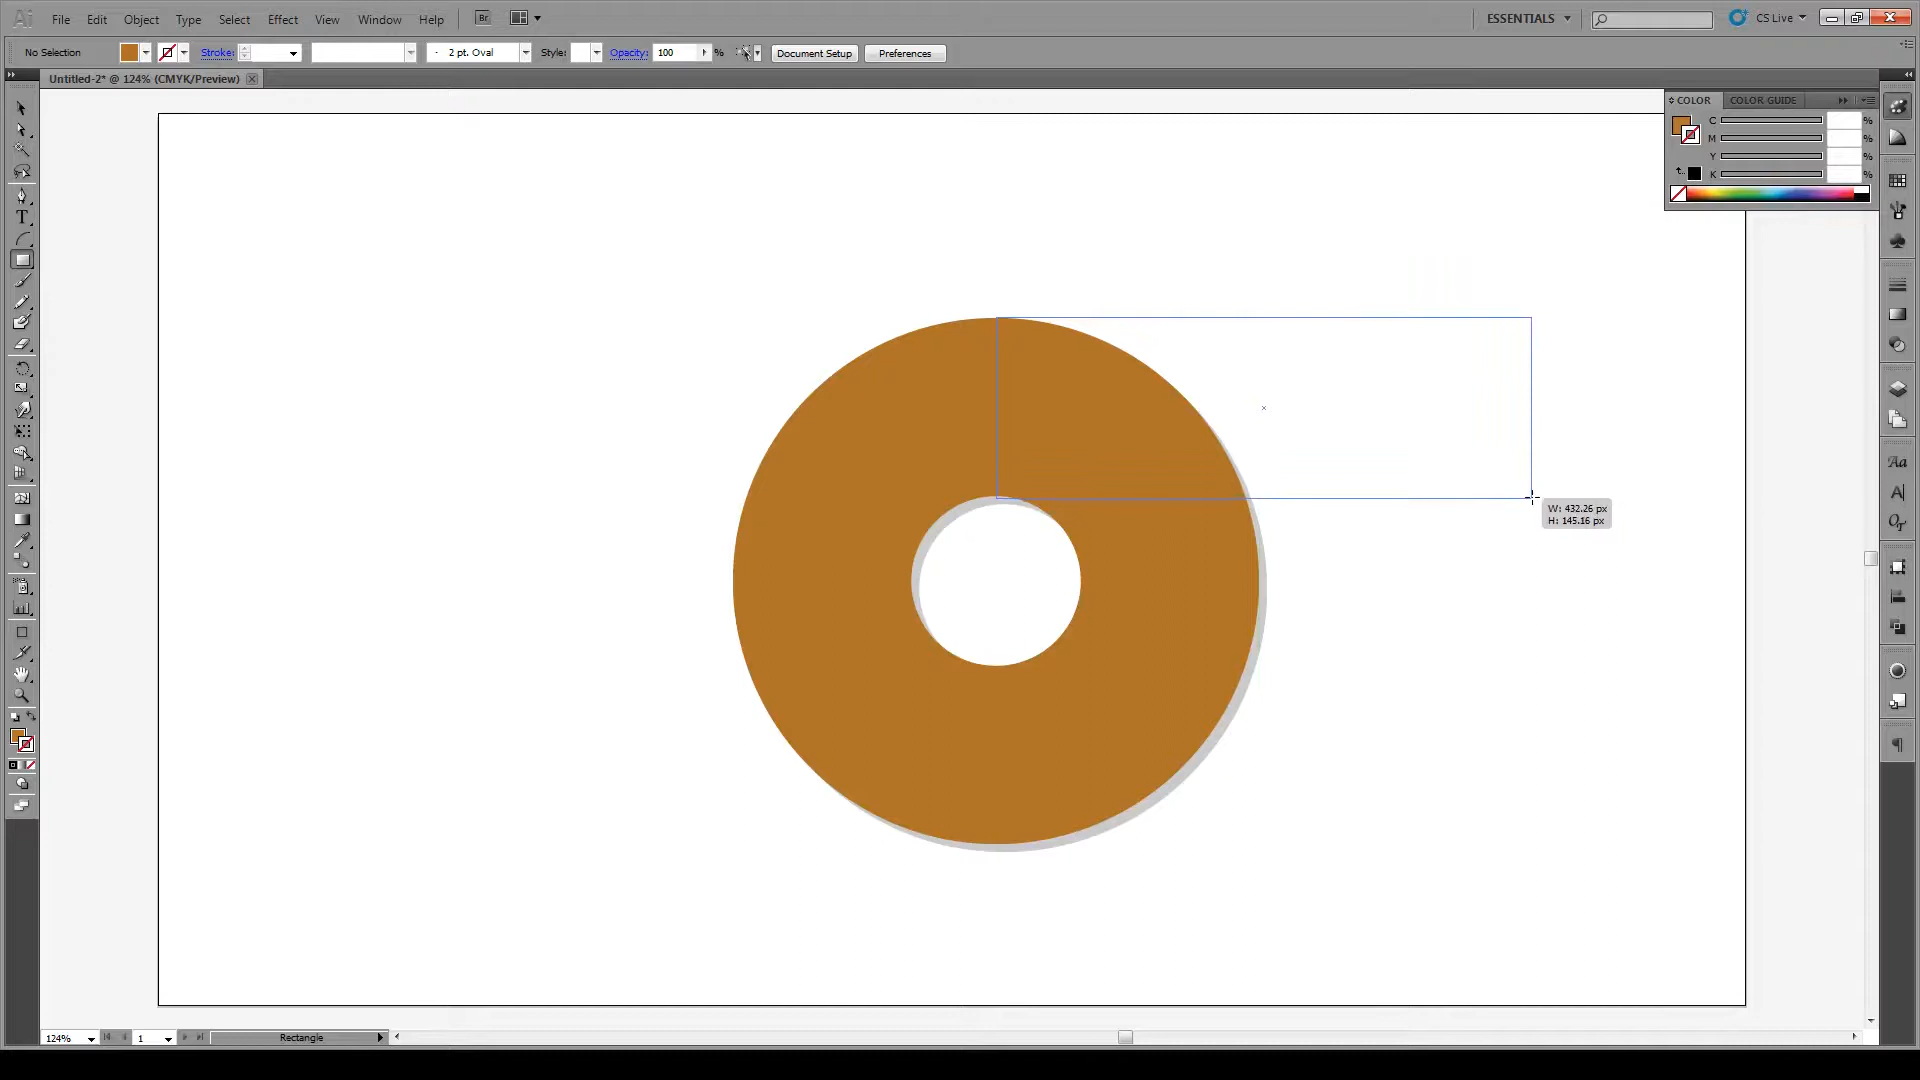 Ai File Edit Object Type Select Effect View Window Help Br ESSENTIALS CS Live
No Selection Stroke: 2 pt. Oval Style: Opacity: 100 % Document Setup Preferences
Untitled-2* @ 124% (CMYK/Preview)
COLOR COLOR GUIDE
C %
M %
Y %
K %
W: 432.26 px
H: 145.16 px
124% 1 Rectangle